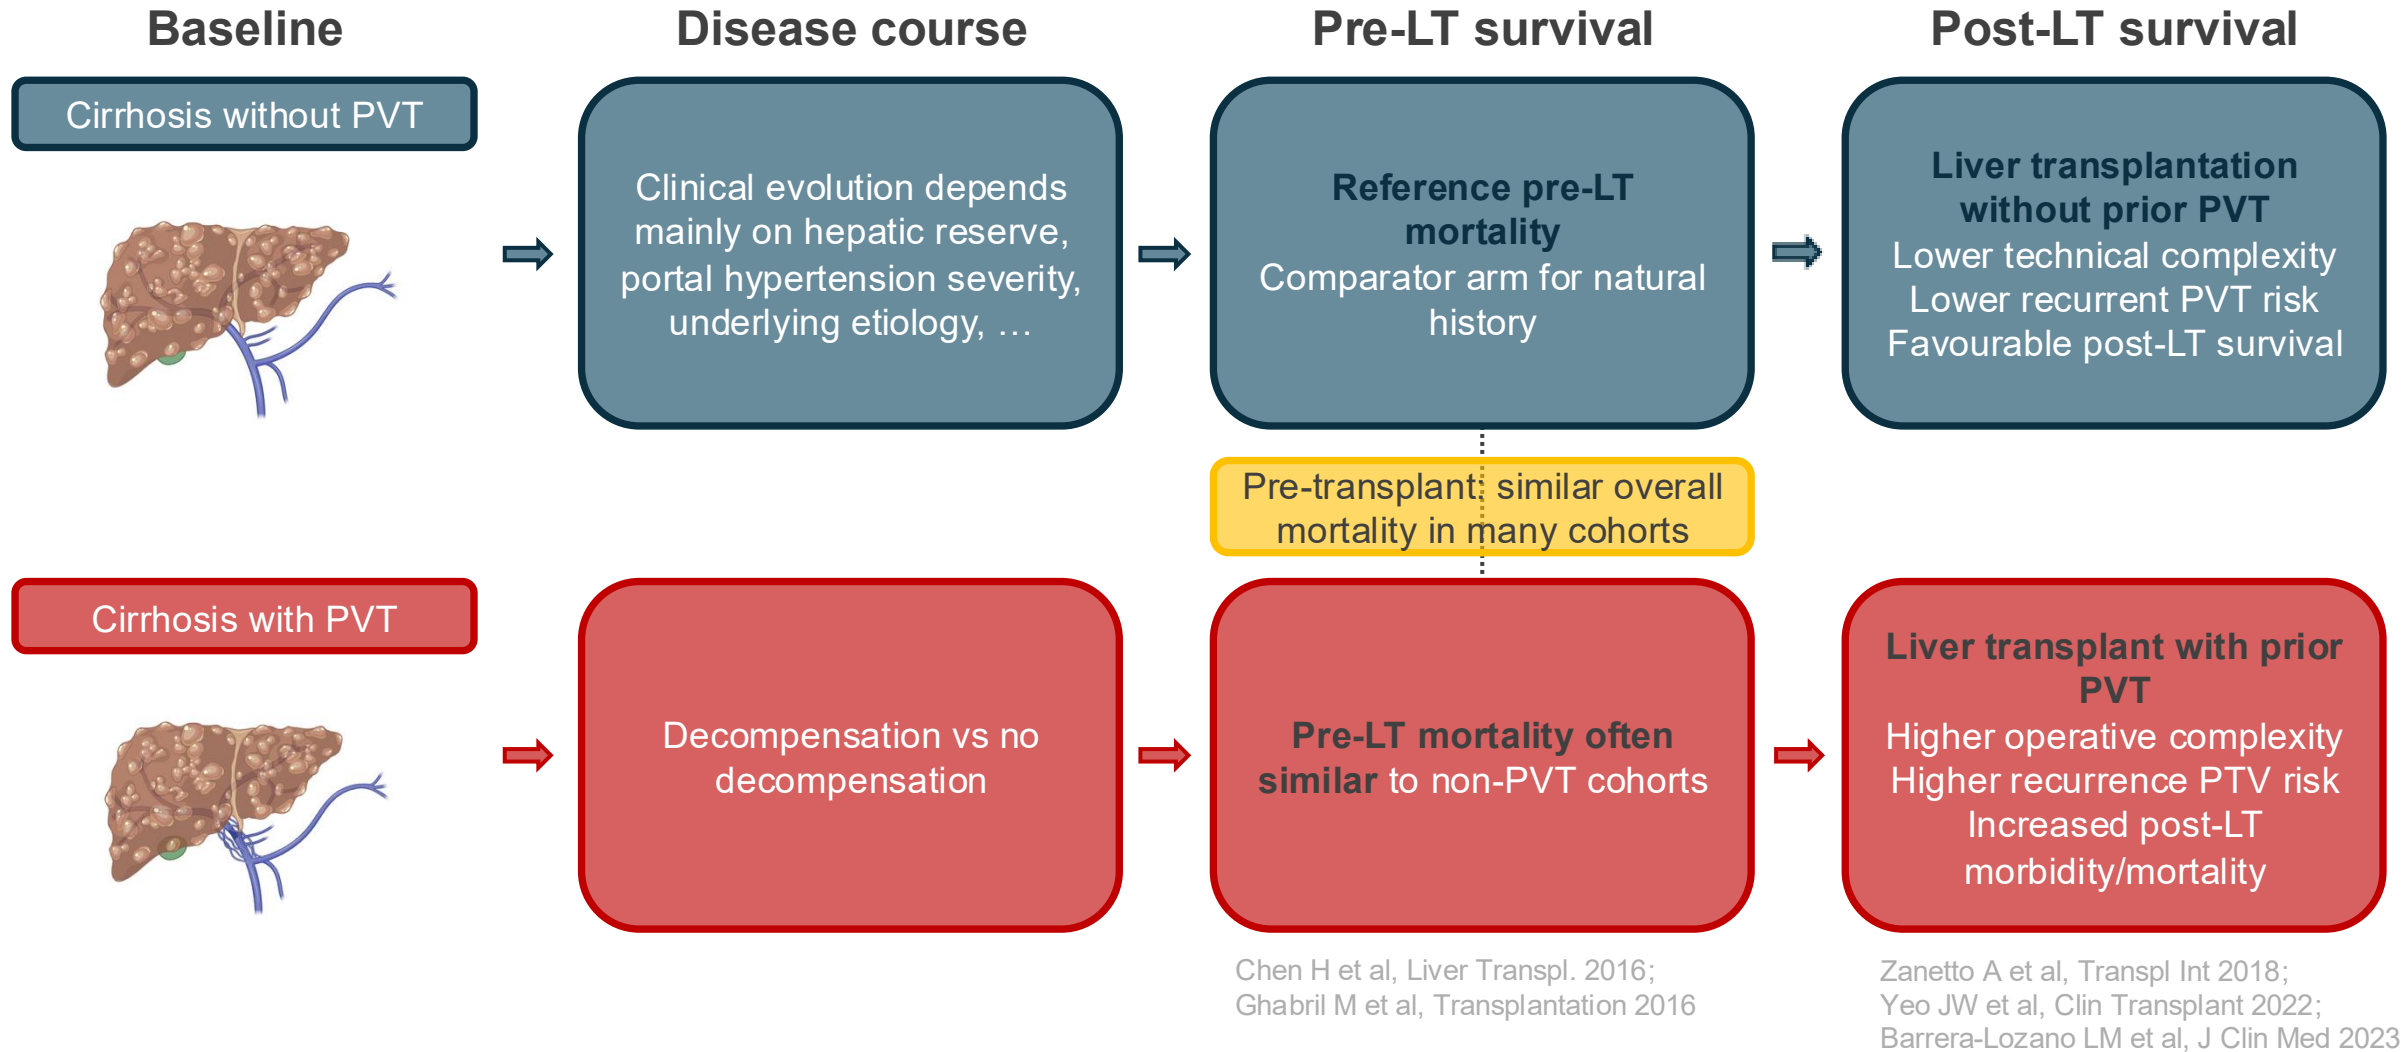 Baseline
Disease course
Pre-LT survival
Post-LT survival
Cirrhosis without PVT
Clinical evolution depends
mainly on hepatic reserve,
portal hypertension severity,
underlying etiology, …
Reference pre-LT
mortality
Comparator arm for natural
history
Liver transplantation
without prior PVT
Lower technical complexity
Lower recurrent PVT risk
Favourable post-LT survival
Pre-transplant: similar overall
mortality in many cohorts
Cirrhosis with PVT
Decompensation vs no
decompensation
Pre-LT mortality often
similar to non-PVT cohorts
Liver transplant with prior
PVT
Higher operative complexity
Higher recurrence PTV risk
Increased post-LT
morbidity/mortality
Chen H et al, Liver Transpl. 2016;
Ghabril M et al, Transplantation 2016
Zanetto A et al, Transpl Int 2018;
Yeo JW et al, Clin Transplant 2022;
Barrera-Lozano LM et al, J Clin Med 2023